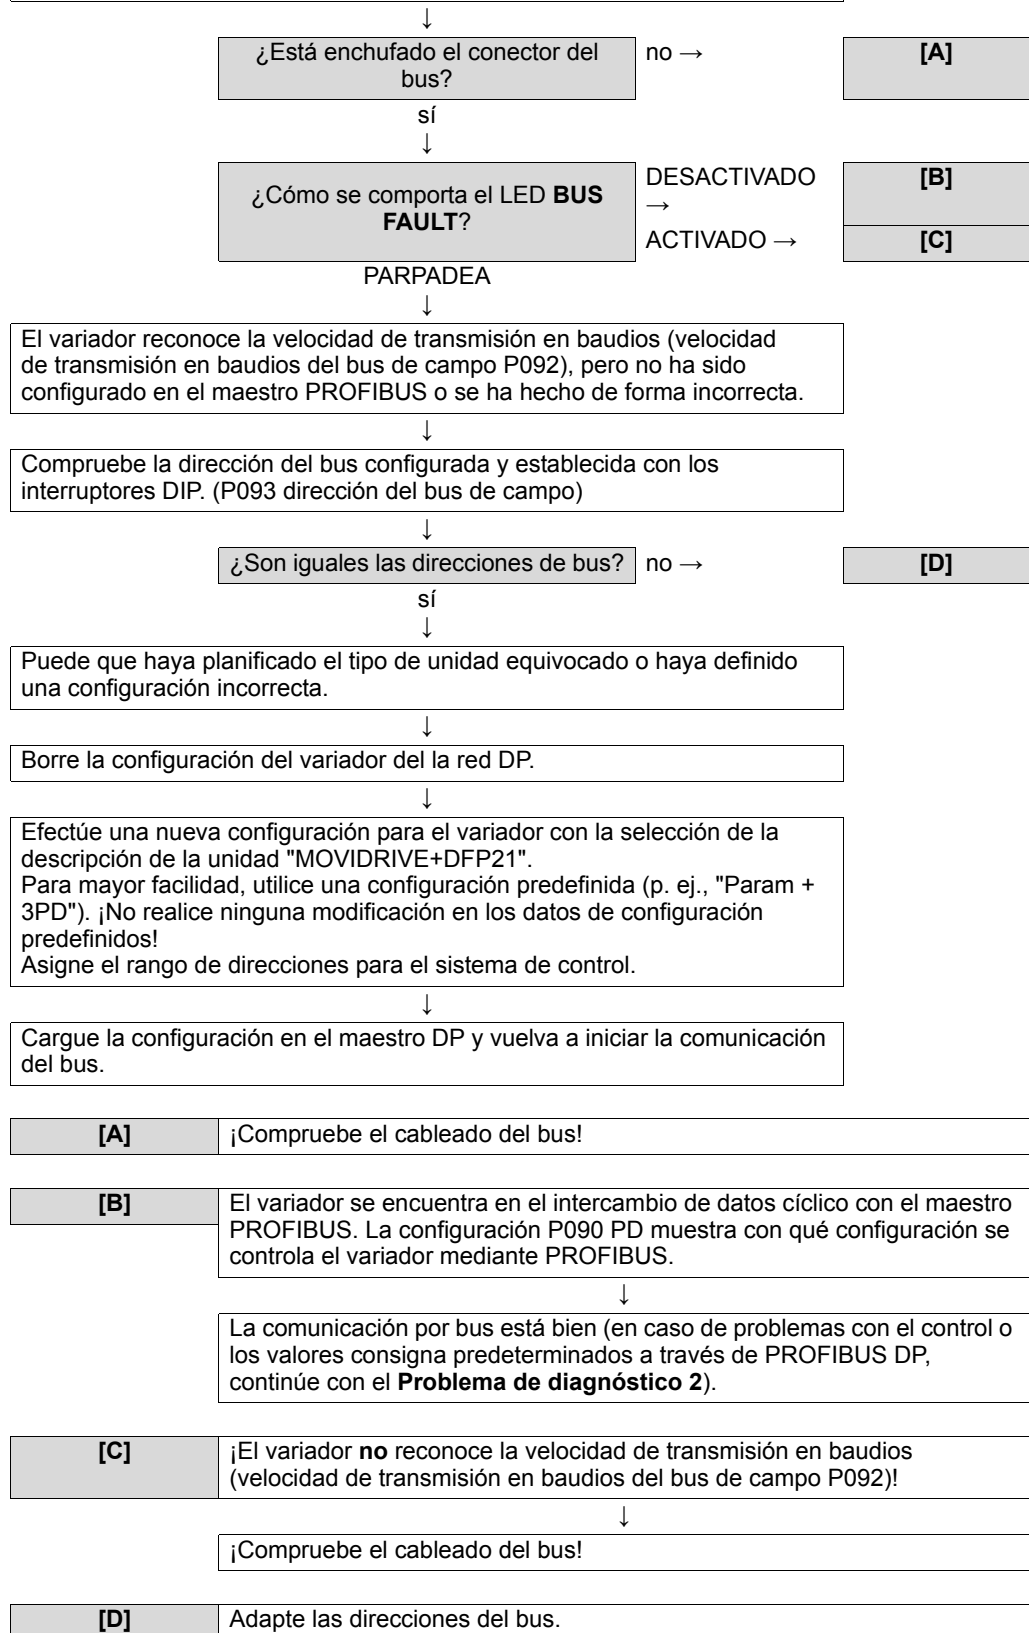 ↓
¿Está enchufado el conector del
bus?
no →
[A]
sí
↓
¿Cómo se comporta el LED BUS
FAULT?
DESACTIVADO
→
[B]
ACTIVADO →
[C]
PARPADEA
↓
El variador reconoce la velocidad de transmisión en baudios (velocidad
de transmisión en baudios del bus de campo P092), pero no ha sido
configurado en el maestro PROFIBUS o se ha hecho de forma incorrecta.
↓
Compruebe la dirección del bus configurada y establecida con los
interruptores DIP. (P093 dirección del bus de campo)
↓
¿Son iguales las direcciones de bus?
no →
[D]
sí
↓
Puede que haya planificado el tipo de unidad equivocado o haya definido
una configuración incorrecta.
↓
Borre la configuración del variador del la red DP.
↓
Efectúe una nueva configuración para el variador con la selección de la
descripción de la unidad "MOVIDRIVE+DFP21".
Para mayor facilidad, utilice una configuración predefinida (p. ej., "Param +
3PD"). ¡No realice ninguna modificación en los datos de configuración
predefinidos!
Asigne el rango de direcciones para el sistema de control.
↓
Cargue la configuración en el maestro DP y vuelva a iniciar la comunicación
del bus.
[A]
¡Compruebe el cableado del bus!
[B]
El variador se encuentra en el intercambio de datos cíclico con el maestro
PROFIBUS. La configuración P090 PD muestra con qué configuración se
controla el variador mediante PROFIBUS.
↓
La comunicación por bus está bien (en caso de problemas con el control o
los valores consigna predeterminados a través de PROFIBUS DP,
continúe con el Problema de diagnóstico 2).
[C]
¡El variador no reconoce la velocidad de transmisión en baudios
(velocidad de transmisión en baudios del bus de campo P092)!
↓
¡Compruebe el cableado del bus!
[D]
Adapte las direcciones del bus.